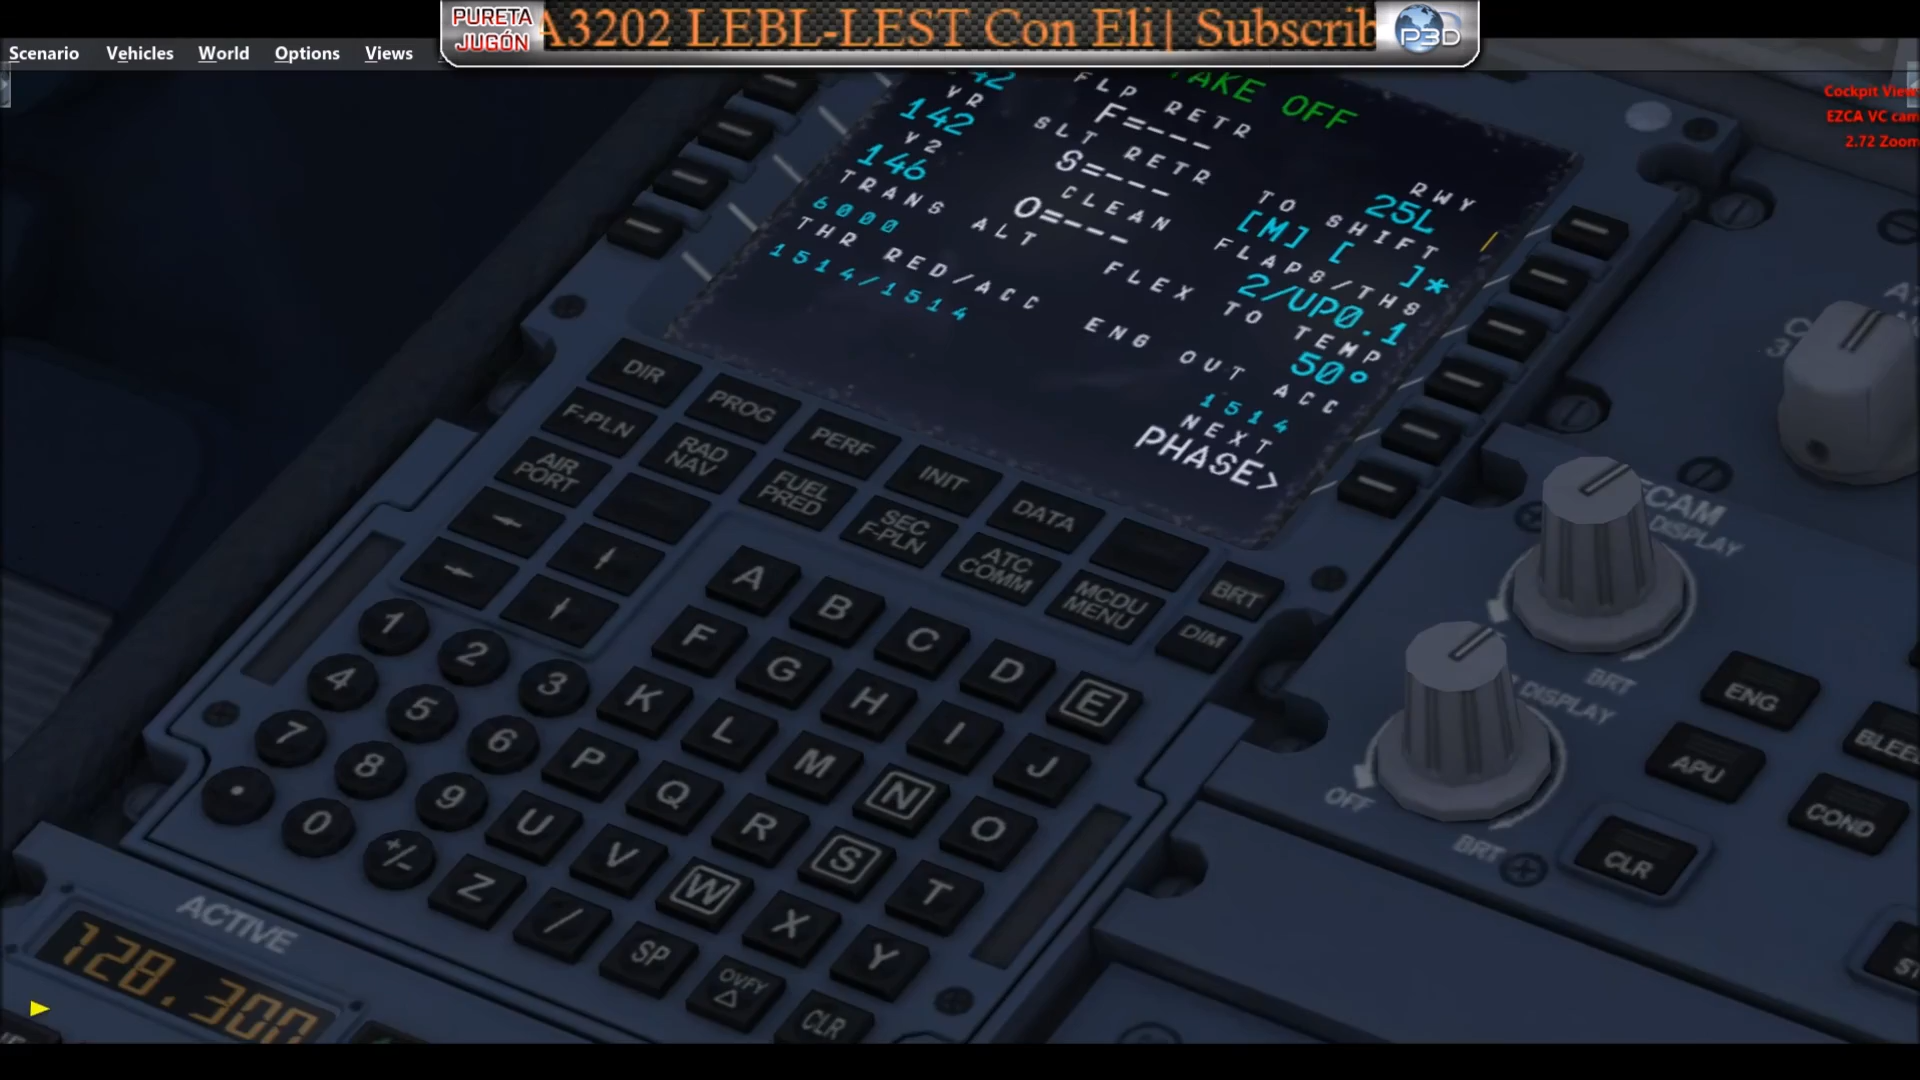 PURETA
JUGÓN
A3202 LEBL-LEST Con Eli| Subscrib
P3D
Scenario Vehicles World Options Views
Cockpit View
EZCA VC cam
2.72 Zoom
TAKE OFF
FLP RETR
RWY
VR
F=---
25L
142
SLT RETR
TO SHIFT
V2
S=---
[M] [ ]*
146
CLEAN
FLAPS/THS
TRANS ALT
O=---
2/UP0.1
6000
FLEX TO TEMP
THR RED/ACC
50°
1514/1514
ENG OUT ACC
1514
NEXT
PHASE>
DIR PROG PERF INIT DATA
F-PLN RAD NAV FUEL PRED SEC F-PLN ATC COMM MCDU MENU
AIR PORT
BRT
DIM
A B C D E
F G H I J
K L M N O
P Q R S T
U V W X Y
Z / SP OVFY Δ CLR
1 2 3
4 5 6
7 8 9
. 0 +/-
ECAM
DISPLAY
BRT
DISPLAY
OFF
BRT
ENG
BLEED
APU
COND
CLR
ACTIVE
128.300